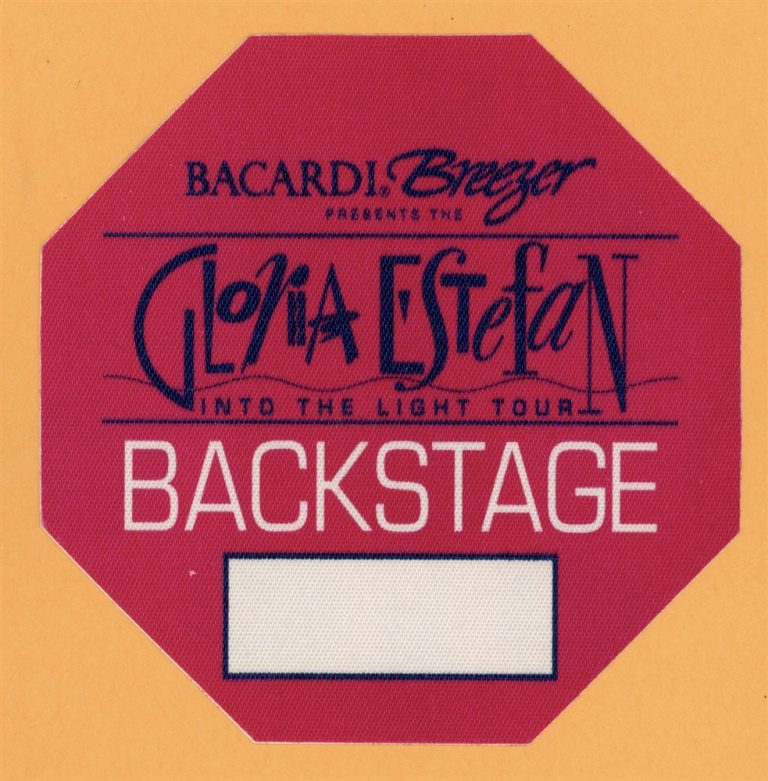 BACARDI® Breezer
PRESENTS THE
GLORIA ESTEFAN
INTO THE LIGHT TOUR
BACKSTAGE